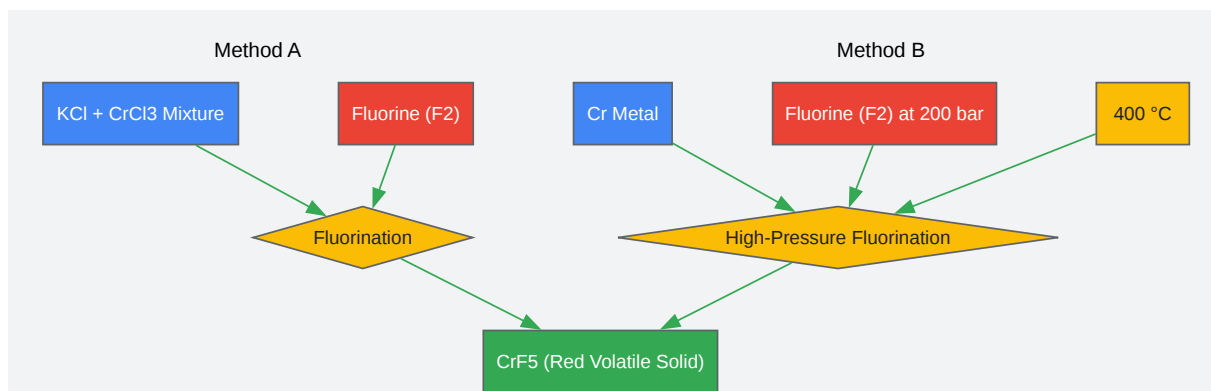 Method A
Method B
KCl + CrCl3 Mixture
Fluorine (F2)
Cr Metal
Fluorine (F2) at 200 bar
400 °C
Fluorination
High-Pressure Fluorination
CrF5 (Red Volatile Solid)